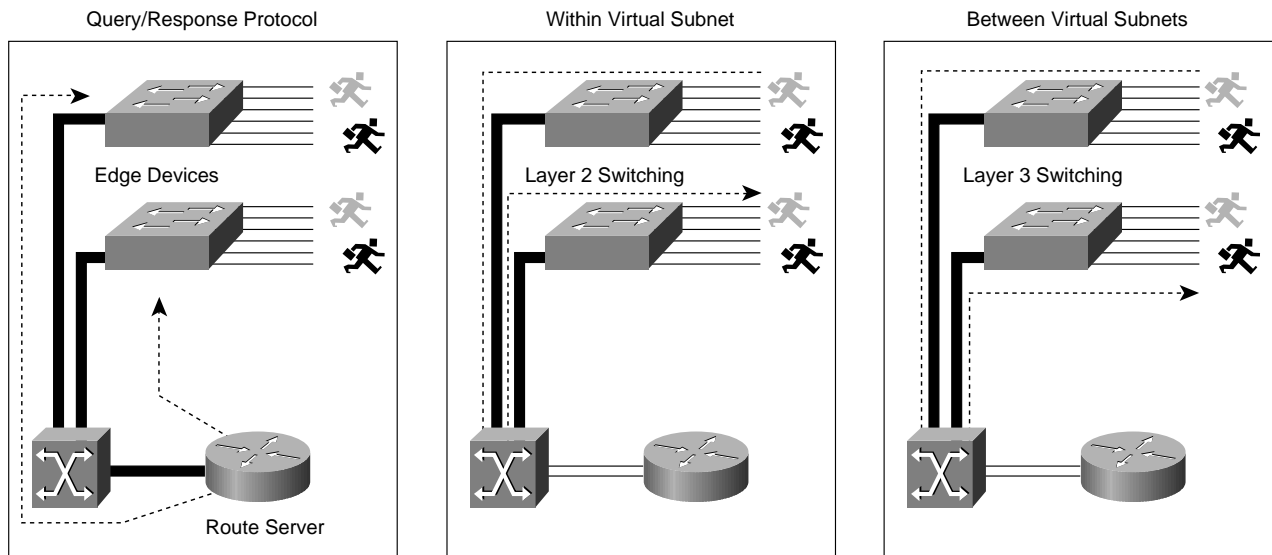 Query/Response Protocol
Within Virtual Subnet
Between Virtual Subnets
Edge Devices
Layer 2 Switching
Layer 3 Switching
Route Server